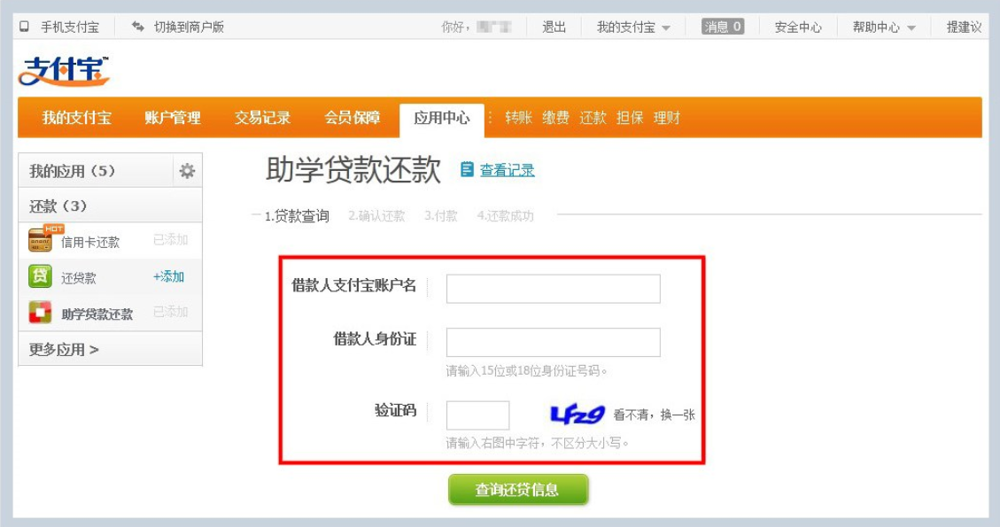 手机支付宝 切换到商户版 你好， 退出 我的支付宝 消息 0 安全中心 帮助中心 提建议
支付宝™
我的支付宝 账户管理 交易记录 会员保障 应用中心 转账 缴费 还款 担保 理财
我的应用（5）
还款（3）
HOT
信用卡还款 已添加
贷 还贷款 +添加
助学贷款还款 已添加
更多应用 >
助学贷款还款 查看记录
1.贷款查询 2.确认还款 3.付款 4.还款成功
借款人支付宝账户名
借款人身份证
请输入15位或18位身份证号码。
验证码 Lfz9 看不清，换一张
请输入右图中字符，不区分大小写。
查询还贷信息